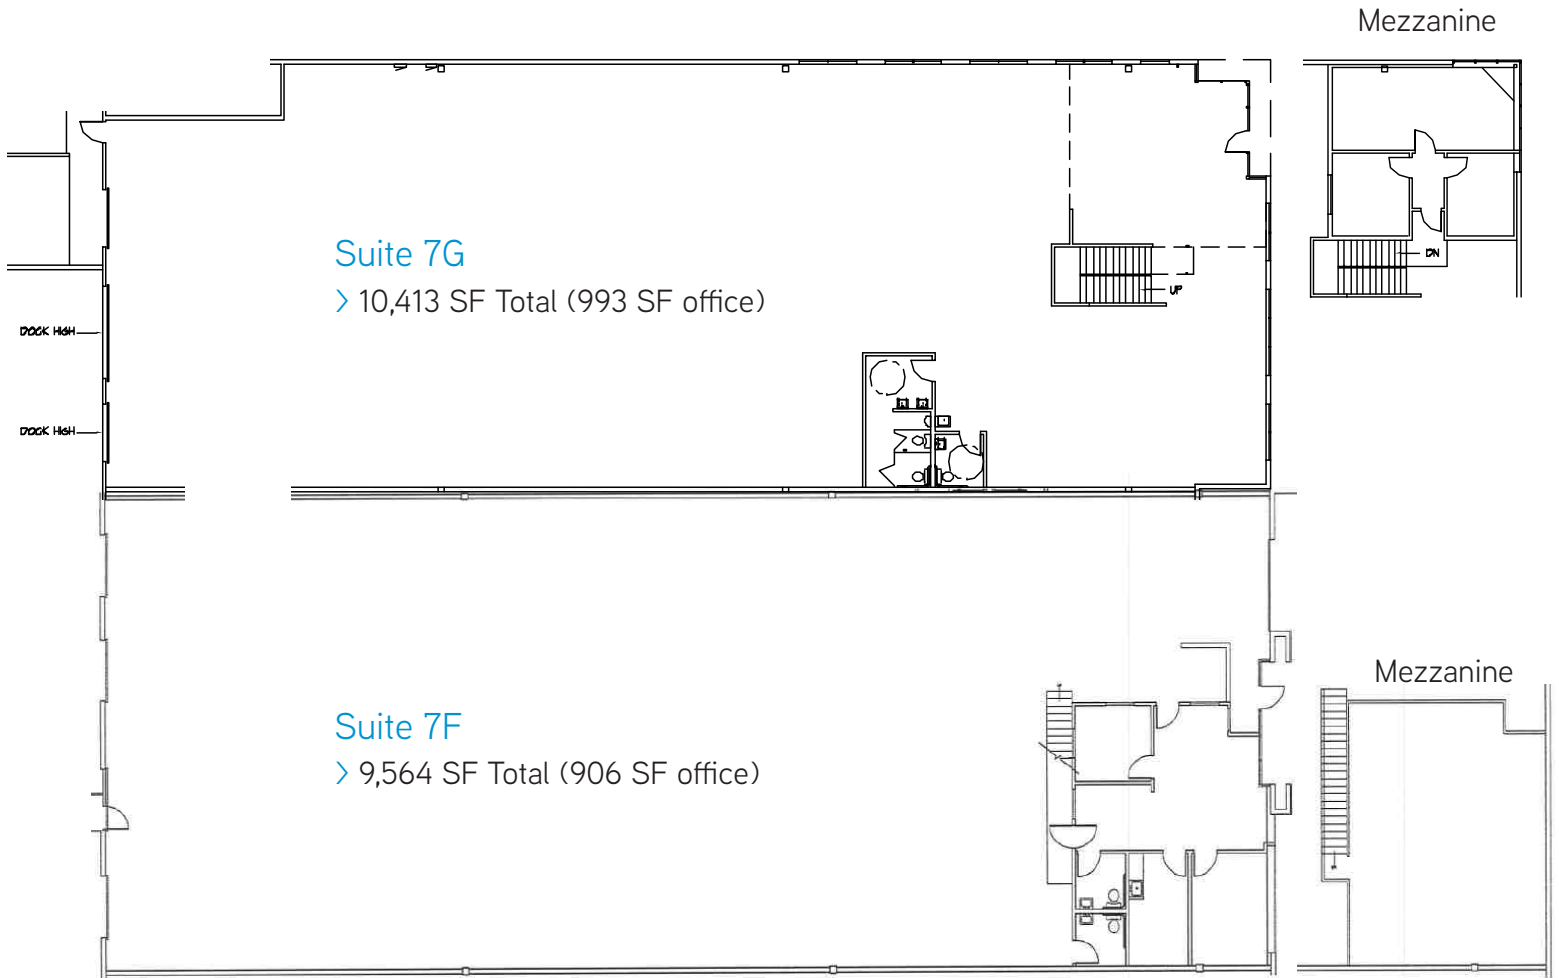 Mezzanine
Suite 7G
> 10,413 SF Total (993 SF office)
DN
UP
DOCK HIGH
DOCK HIGH
Mezzanine
Suite 7F
> 9,564 SF Total (906 SF office)